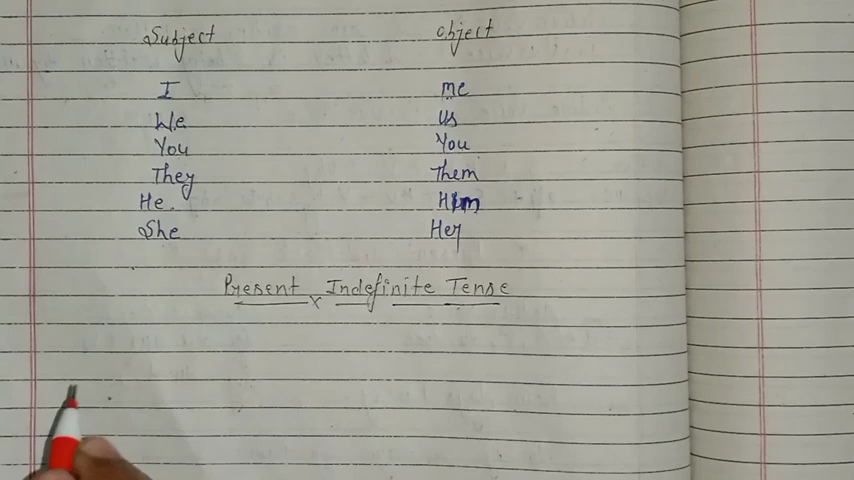 Subject Object
I me
We us
You You
They Them
He. Him
She Her
Present Indefinite Tense